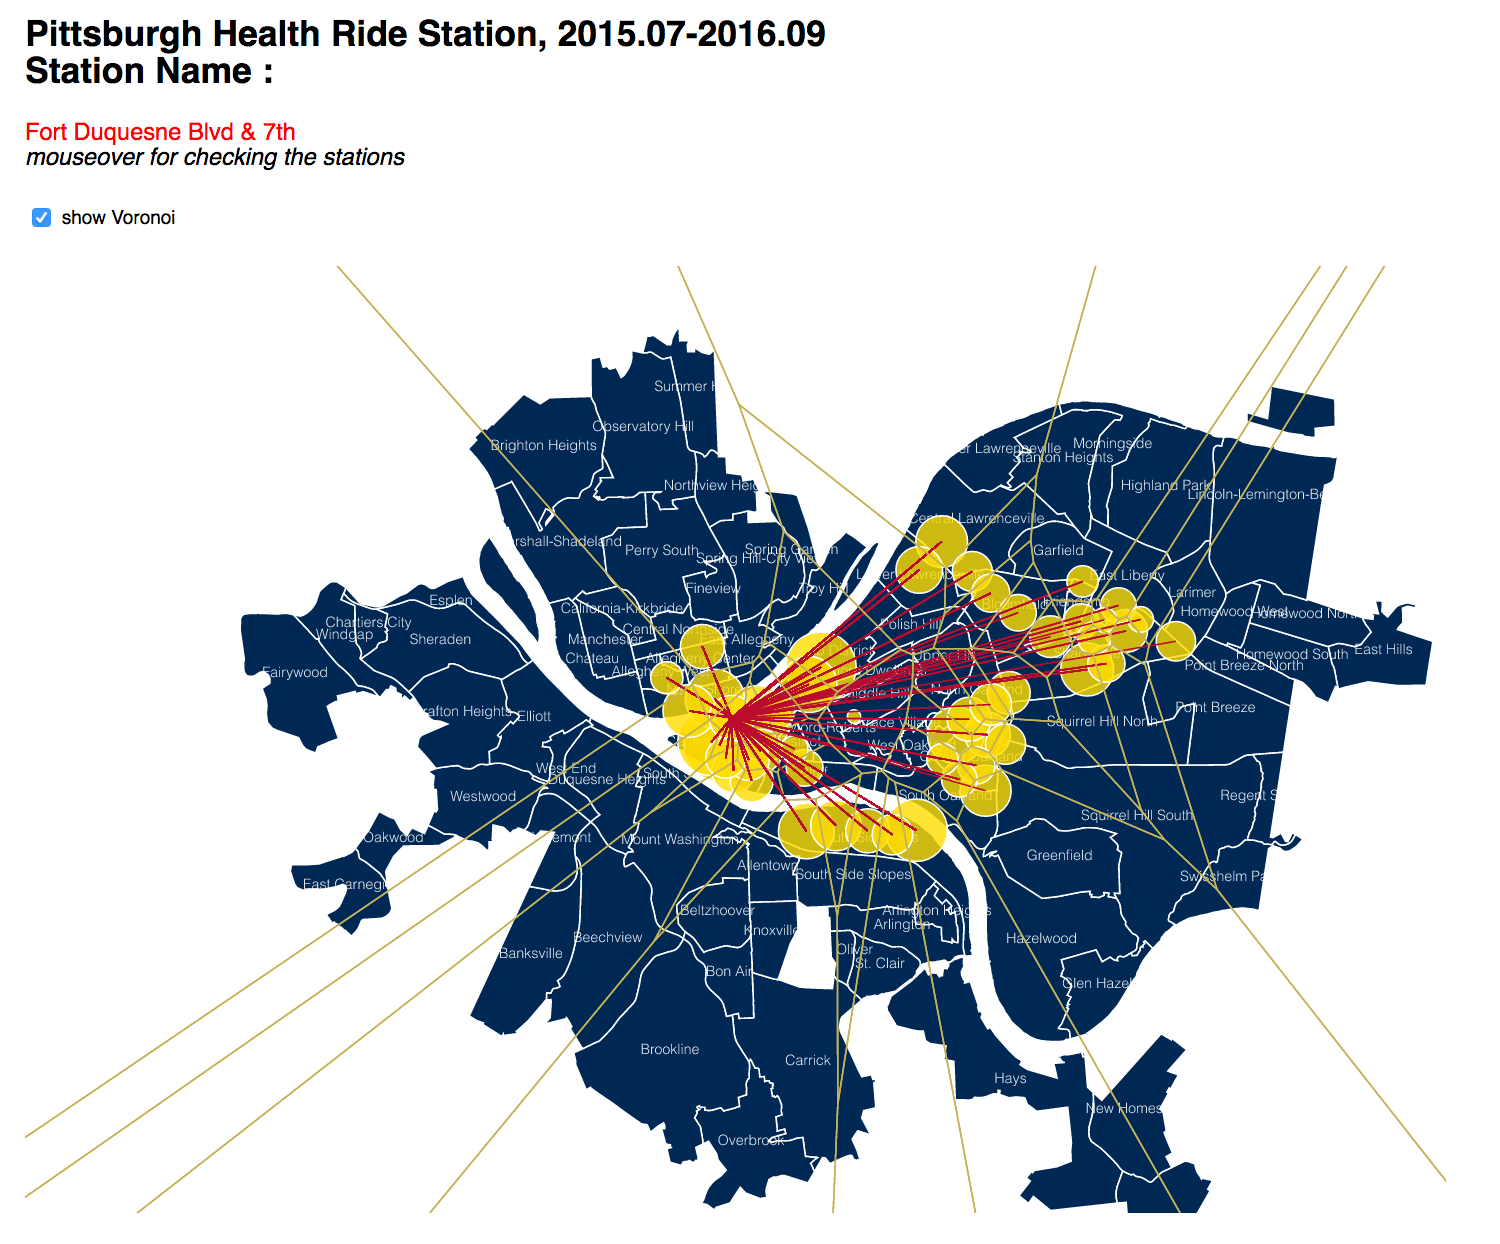 Pittsburgh Health Ride Station, 2015.07-2016.09
Station Name :
Fort Duquesne Blvd & 7th
mouseover for checking the stations
show Voronoi
Summer H
Observatory Hill
Brighton Heights
Morningside
er Lawrenceville
Stanton Heights
Northview Heig
Highland Park
Lincoln-Lemington-Be
Central Lawrenceville
rshall-Shadeland
Perry South
Spring Garden
Spring Hill-City View
Garfield
East Liberty
Troy Hill
Fineview
Larimer
Esplen
California-Kirkbride
Homewood West
Homewood Nort
Chartiers City
Windgap
Sheraden
Central Northside
Manchester
East Allegheny
Polish Hill
Chateau
Allegheny Center
Homewood South
East Hills
Point Breeze North
Fairywood
Middle Hill
Point Breeze
rafton Heights
Elliott
Squirrel Hill North
Terrace Village
West Oak
West End
Duquesne Heights
South S
Westwood
South Oakland
Regent S
Squirrel Hill South
Oakwood
emont
Mount Washington
Greenfield
Allentown
South Side Slopes
Swisshelm Pa
East Carnegi
Beltzhoover
Arlington Heights
Arlington
Knoxville
Beechview
Hazelwood
Banksville
Oliver
St. Clair
Bon Air
Glen Hazel
Brookline
Carrick
Hays
New Homes
Overbrook